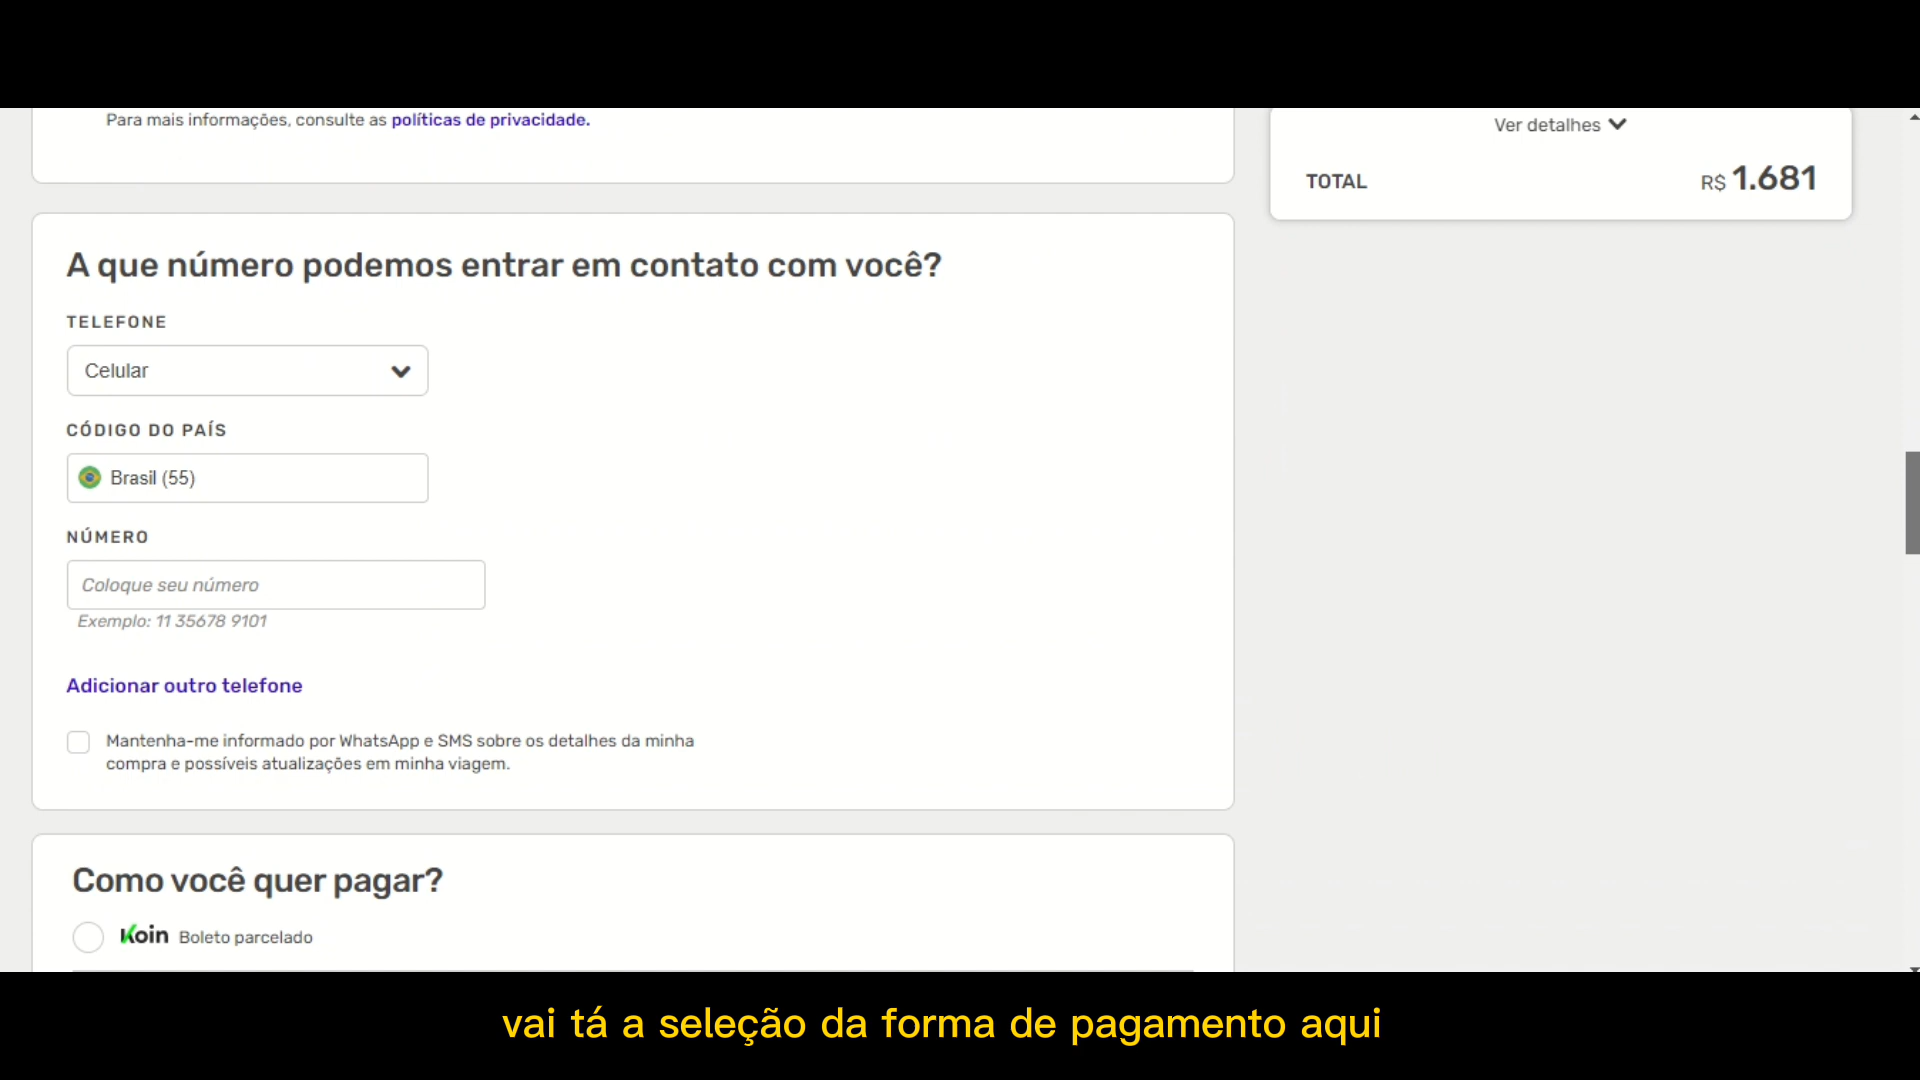 Para mais informações, consulte as políticas de privacidade.
Ver detalhes
TOTAL
R$ 1.681
A que número podemos entrar em contato com você?
TELEFONE
Celular
CÓDIGO DO PAÍS
Brasil (55)
NÚMERO
Coloque seu número
Exemplo: 11 35678 9101
Adicionar outro telefone
Mantenha-me informado por WhatsApp e SMS sobre os detalhes da minha
compra e possíveis atualizações em minha viagem.
Como você quer pagar?
Koin Boleto parcelado
vai tá a seleção da forma de pagamento aqui